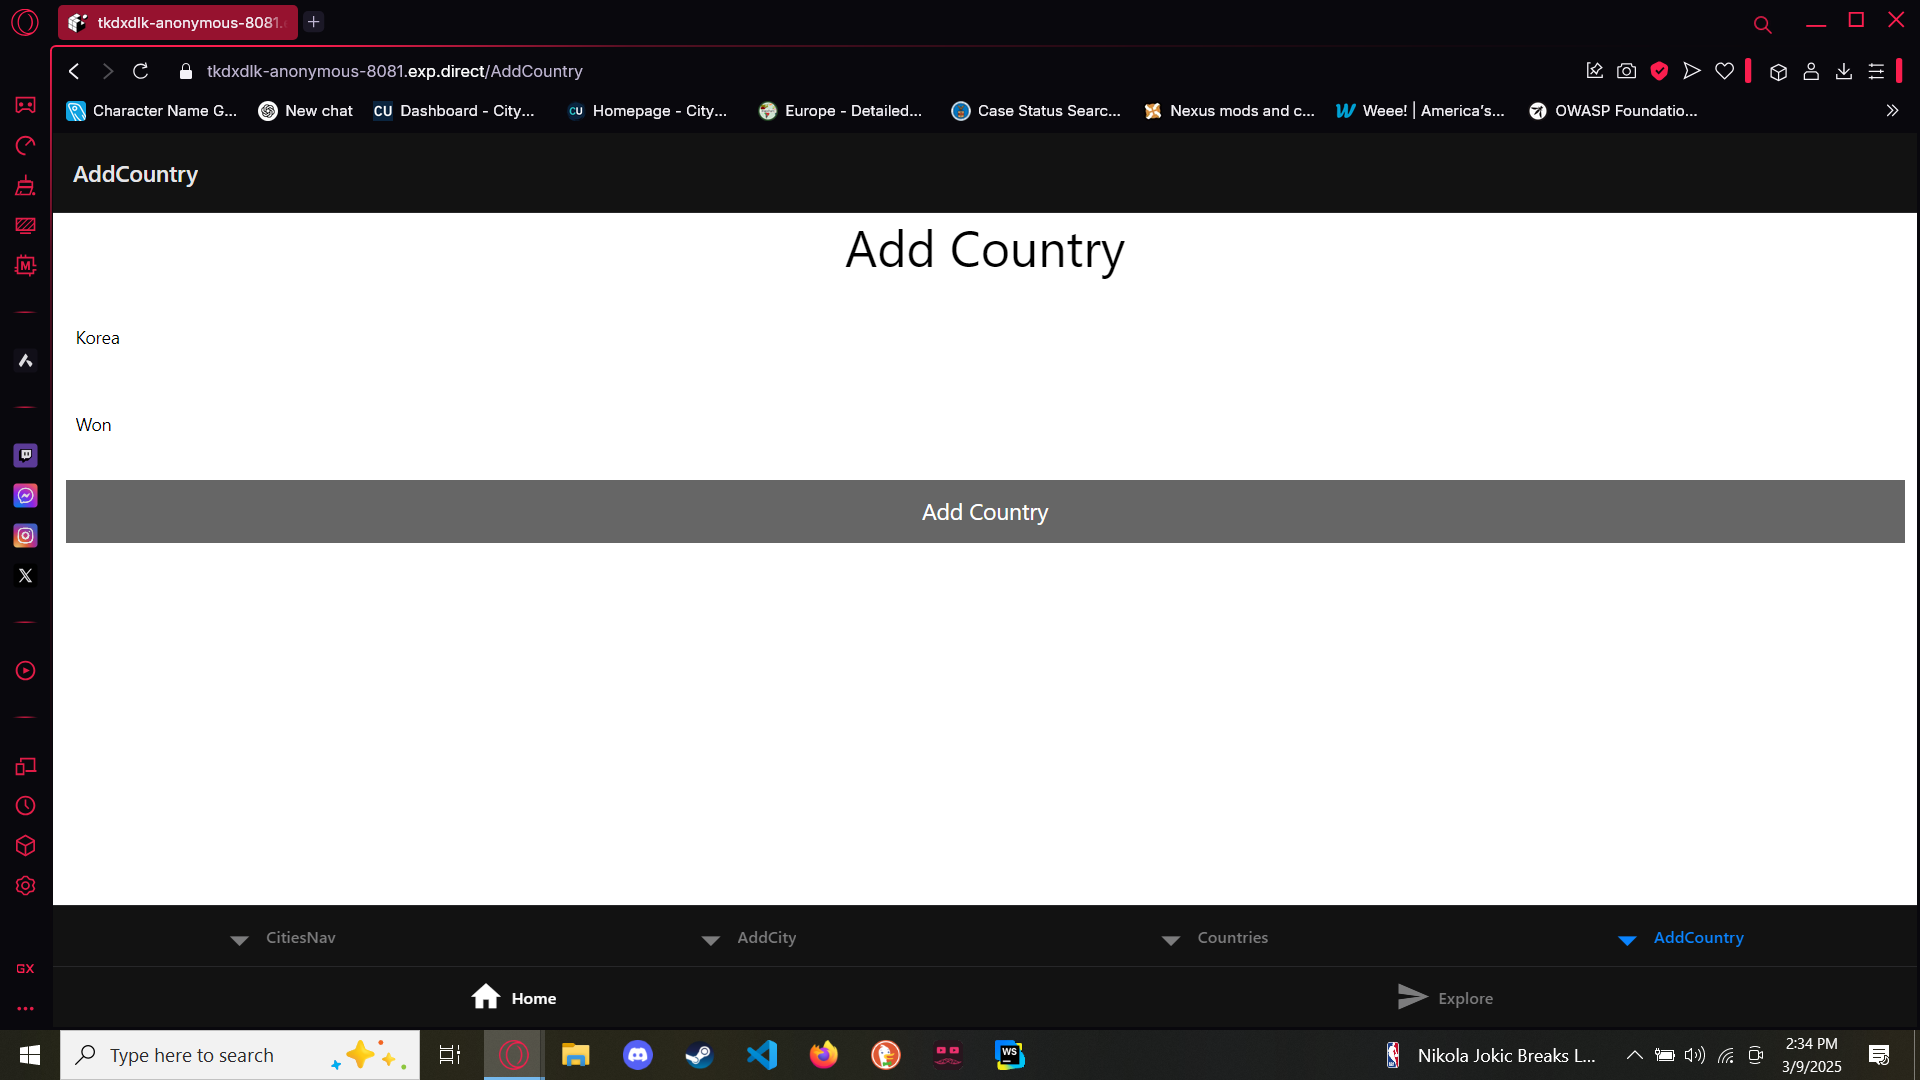 tkdxdlk-anonymous-8081.
tkdxdlk-anonymous-8081.exp.direct/AddCountry
Character Name G...
New chat
CU Dashboard - City...
CU Homepage - City...
Europe - Detailed...
Case Status Searc...
Nexus mods and c...
Weee! | America's...
OWASP Foundatio...
AddCountry
Add Country
Korea
Won
Add Country
CitiesNav
AddCity
Countries
AddCountry
Home
Explore
GX
Type here to search
WS
Nikola Jokic Breaks L...
2:34 PM
3/9/2025